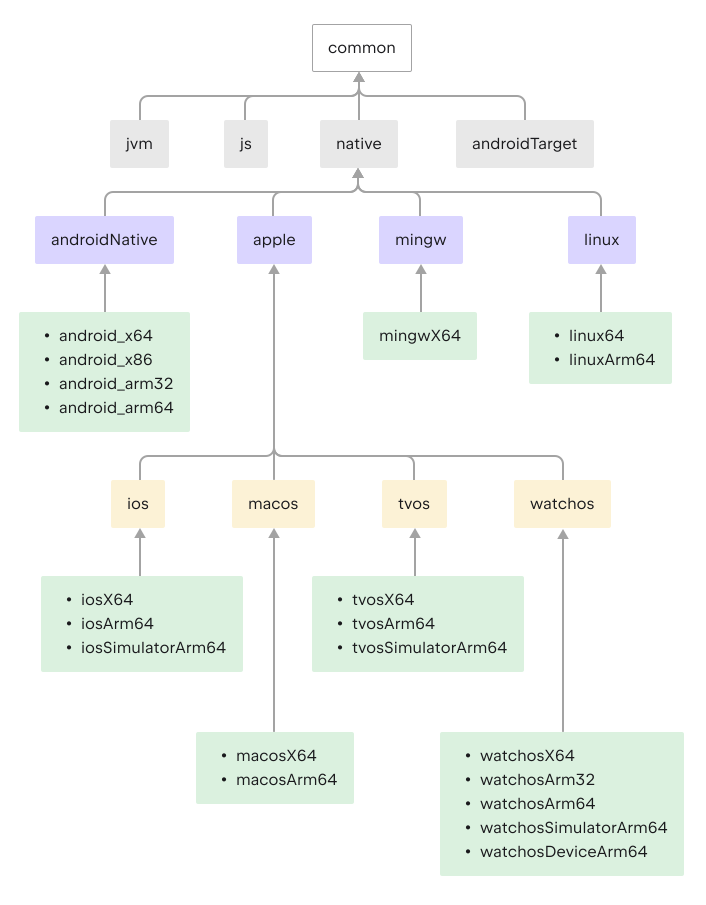 common
jvm
js
native
androidTarget
androidNative
apple
mingw
linux
• android_x64
• android_x86
• android_arm32
• android_arm64
mingwX64
• linux64
• linuxArm64
ios
macos
tvos
watchos
• iosX64
• iosArm64
• iosSimulatorArm64
• tvosX64
• tvosArm64
• tvosSimulatorArm64
• macosX64
• macosArm64
• watchosX64
• watchosArm32
• watchosArm64
• watchosSimulatorArm64
• watchosDeviceArm64